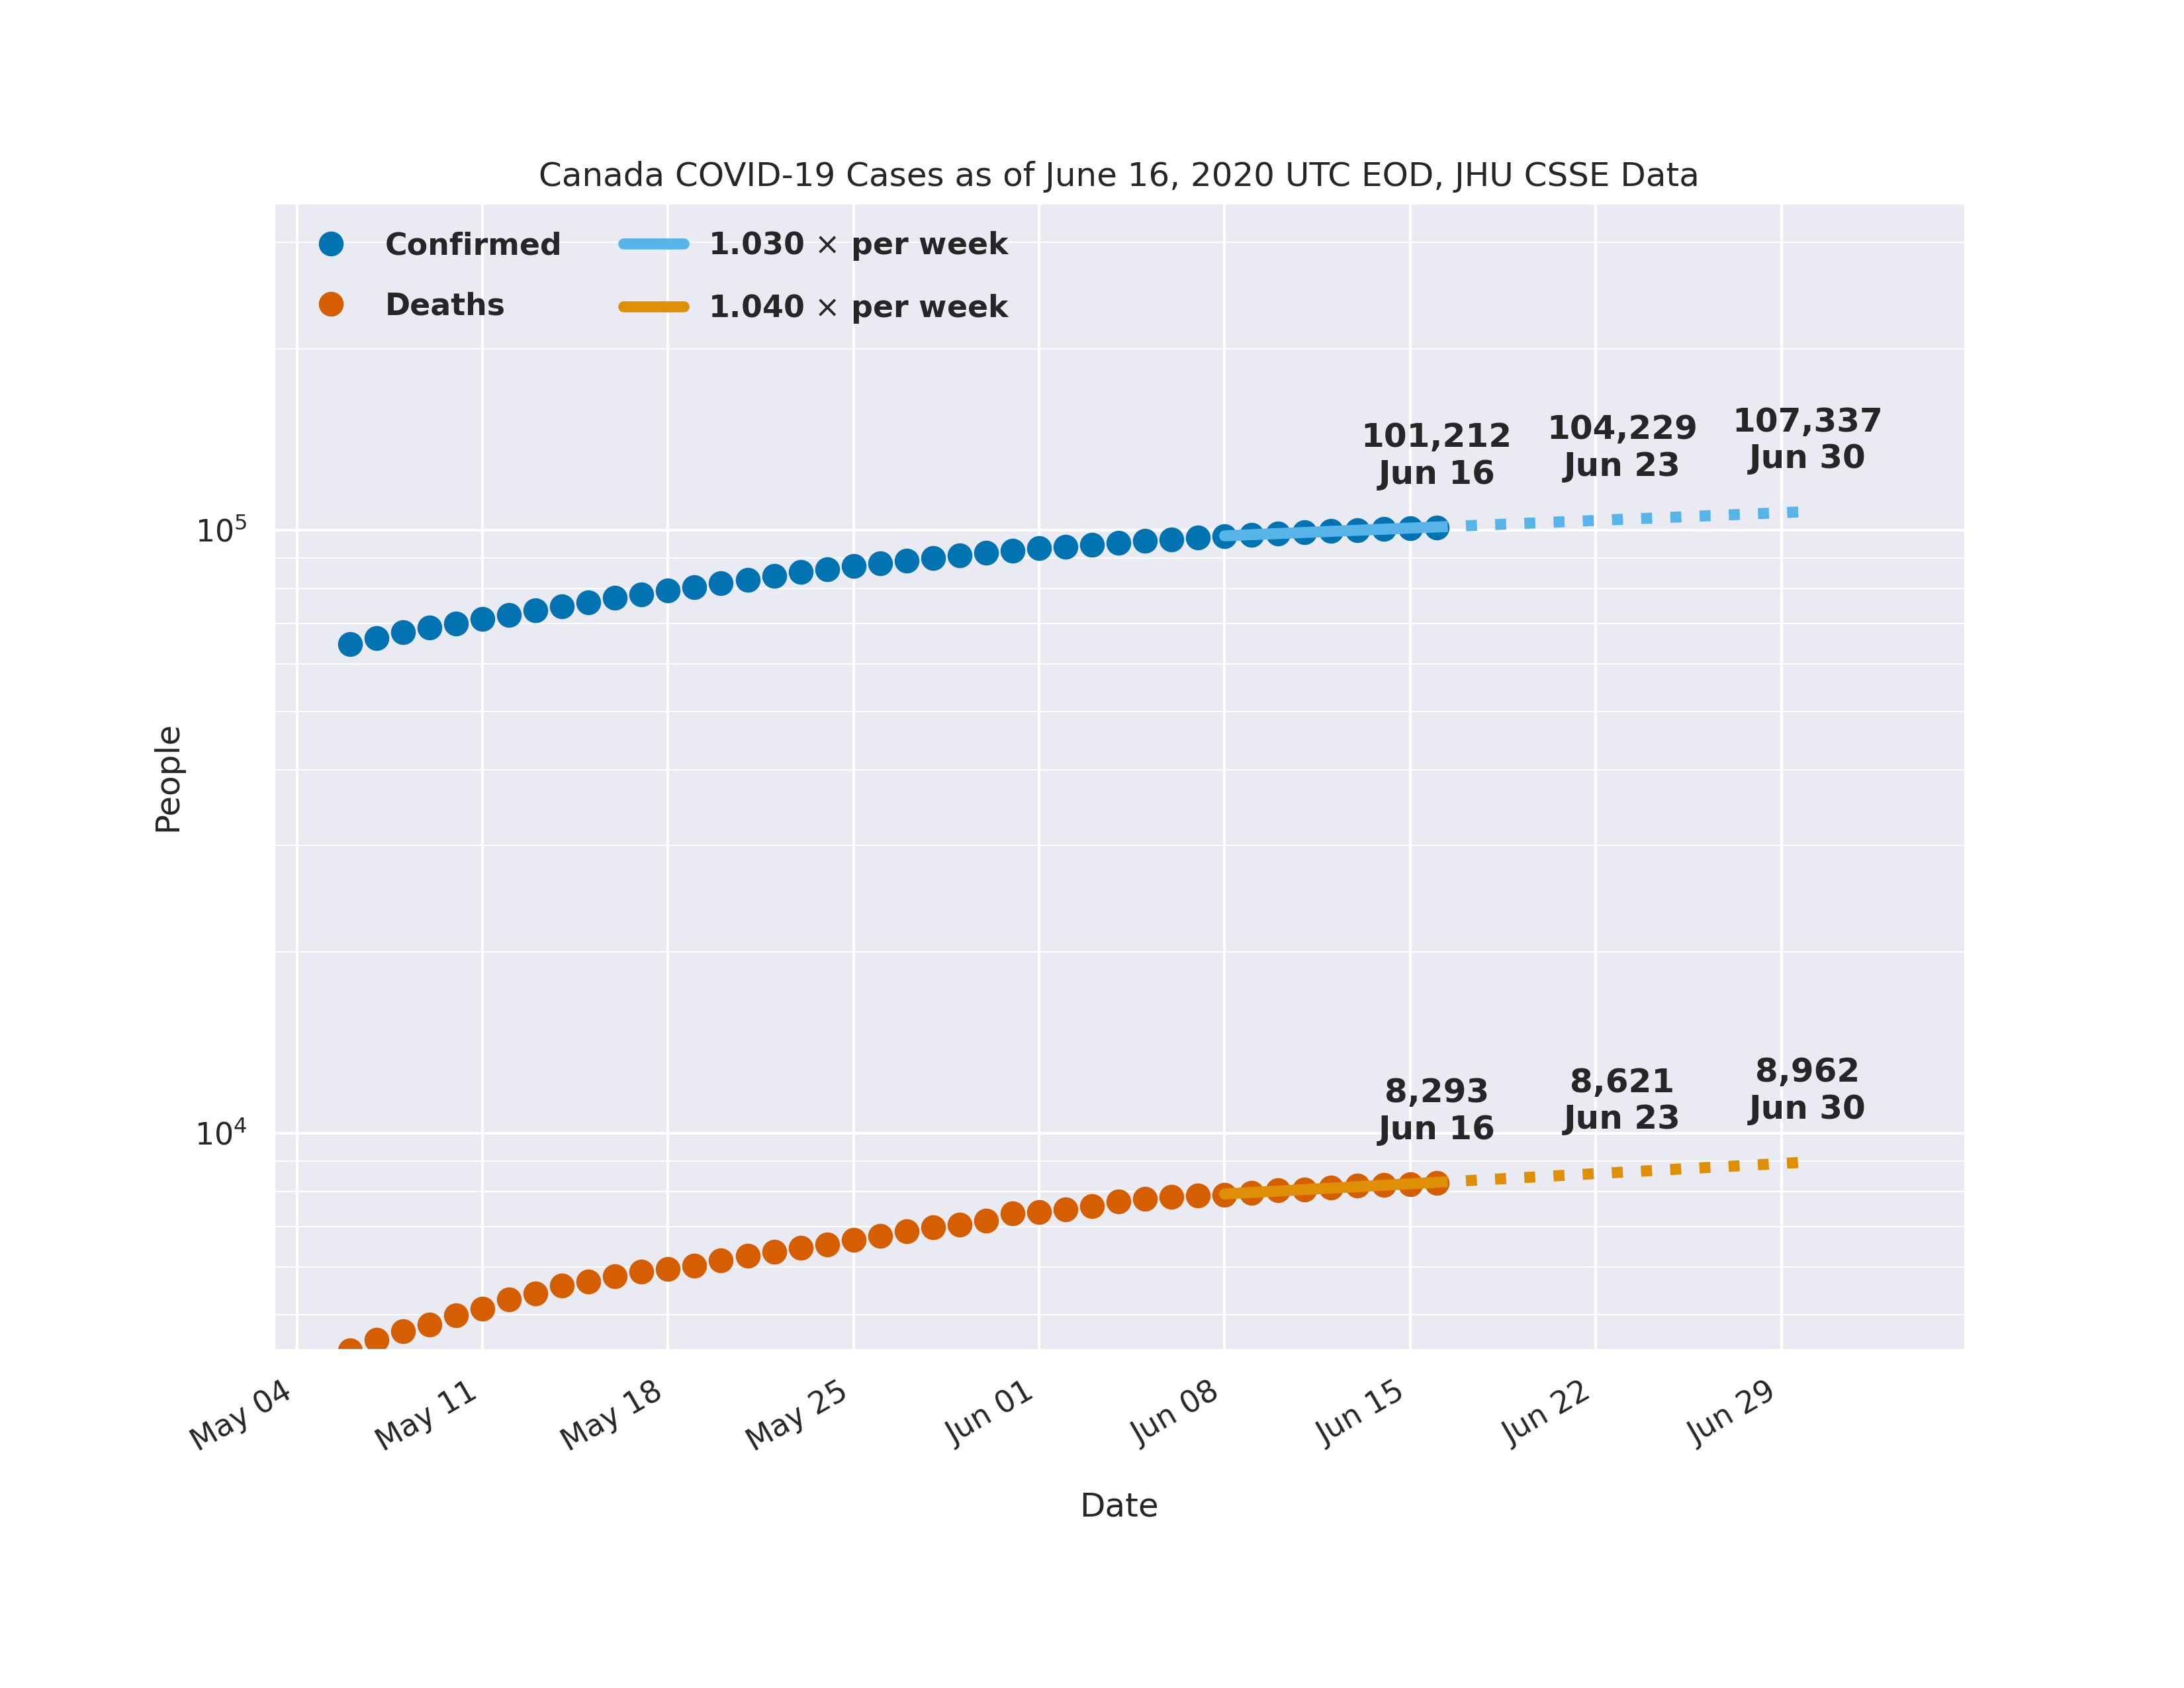 Canada COVID-19 Cases as of June 16, 2020 UTC EOD, JHU CSSE Data
Confirmed
Deaths
1.030 × per week
1.040 × per week
101,212
Jun 16
104,229
Jun 23
107,337
Jun 30
10⁵
People
8,293
Jun 16
8,621
Jun 23
8,962
Jun 30
10⁴
May 04
May 11
May 18
May 25
Jun 01
Jun 08
Jun 15
Jun 22
Jun 29
Date